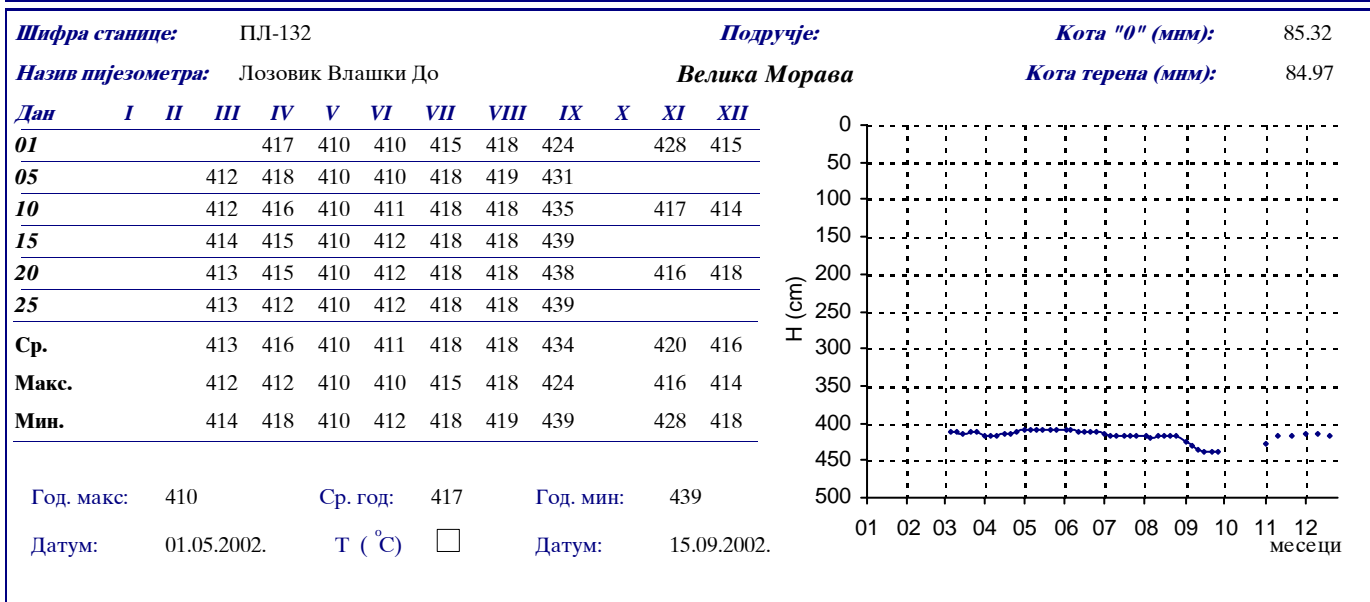 Шифра станице: ПЛ-132 Подручје: Кота "0" (мнм): 85.32
Назив пијезометра: Лозовик Влашки До Велика Морава Кота терена (мнм): 84.97
Дан I II III IV V VI VII VIII IX X XI XII
01 417 410 410 415 418 424 428 415
05 412 418 410 410 418 419 431
10 412 416 410 411 418 418 435 417 414
15 414 415 410 412 418 418 439
20 413 415 410 412 418 418 438 416 418
25 413 412 410 412 418 418 439
Ср. 413 416 410 411 418 418 434 420 416
Макс. 412 412 410 410 415 418 424 416 414
Мин. 414 418 410 412 418 419 439 428 418
Год. макс: 410 Ср. год: 417 Год. мин: 439
Датум: 01.05.2002. Т ( °С) Датум: 15.09.2002.
H (cm)
0
50
100
150
200
250
300
350
400
450
500
01 02 03 04 05 06 07 08 09 10 11 12
месеци